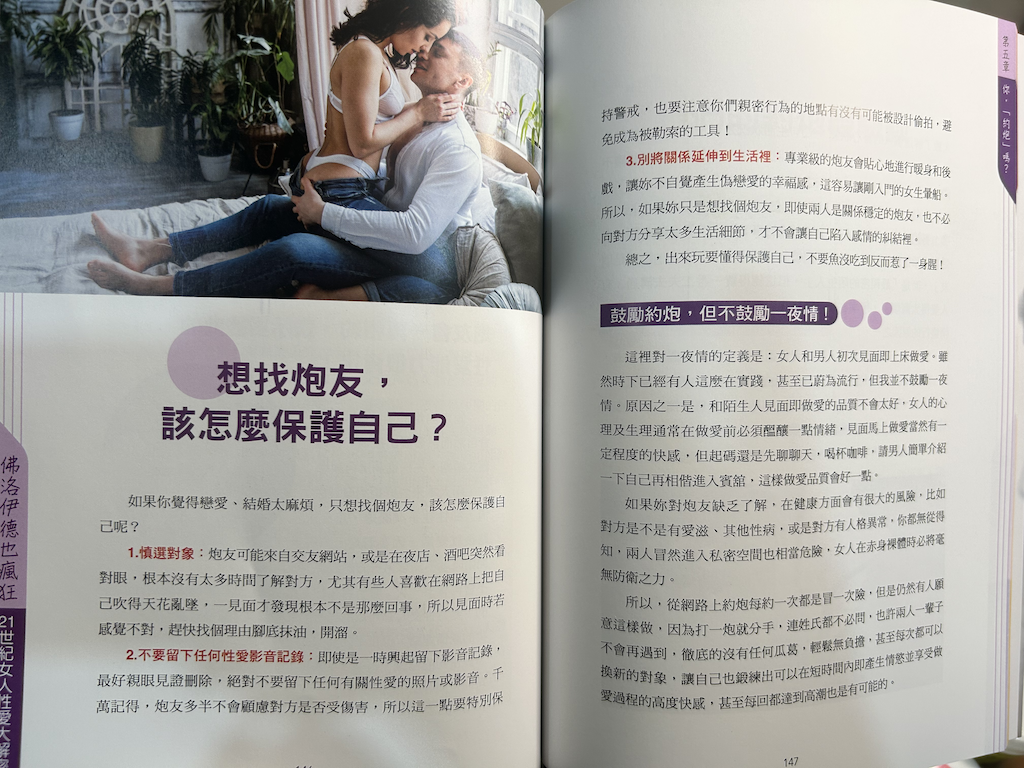 佛洛伊德也瘋狂
21世紀女人性愛大解
想找炮友，
該怎麼保護自己？
如果你覺得戀愛、結婚太麻煩，只想找個炮友，該怎麼保護自
己呢？
1.慎選對象：炮友可能來自交友網站，或是在夜店、酒吧突然看
對眼，根本沒有太多時間了解對方，尤其有些人喜歡在網路上把自
己吹得天花亂墜，一見面才發現根本不是那麼回事，所以見面時若
感覺不對，趕快找個理由腳底抹油，開溜。
2.不要留下任何性愛影音記錄：即使是一時興起留下影音記錄，
最好親眼見證刪除，絕對不要留下任何有關性愛的照片或影音。千
萬記得，炮友多半不會顧慮對方是否受傷害，所以這一點要特別保
第五章 你，「約炮」嗎？
持警戒，也要注意你們親密行為的地點有沒有可能被設計偷拍，避
免成為被勒索的工具！
3.別將關係延伸到生活裡：專業級的炮友會貼心地進行暖身和後
戲，讓妳不自覺產生偽戀愛的幸福感，這容易讓剛入門的女生暈船。
所以，如果妳只是想找個炮友，即使兩人是關係穩定的炮友，也不必
向對方分享太多生活細節，才不會讓自己陷入感情的糾結裡。
總之，出來玩要懂得保護自己，不要魚沒吃到反而惹了一身腥！
鼓勵約炮，但不鼓勵一夜情！
這裡對一夜情的定義是：女人和男人初次見面即上床做愛。雖
然時下已經有人這麼在實踐，甚至已蔚為流行，但我並不鼓勵一夜
情。原因之一是，和陌生人見面即做愛的品質不會太好，女人的心
理及生理通常在做愛前必須醞釀一點情緒，見面馬上做愛當然有一
定程度的快感，但起碼還是先聊聊天，喝杯咖啡，請男人簡單介紹
一下自己再相偕進入賓館，這樣做愛品質會好一點。
如果妳對炮友缺乏了解，在健康方面會有很大的風險，比如
對方是不是有愛滋、其他性病，或是對方有人格異常，你都無從得
知，兩人冒然進入私密空間也相當危險，女人在赤身裸體時必將毫
無防衛之力。
所以，從網路上約炮每約一次都是冒一次險，但是仍然有人願
意這樣做，因為打一炮就分手，連姓氏都不必問，也許兩人一輩子
不會再遇到，徹底的沒有任何瓜葛，輕鬆無負擔，甚至每次都可以
換新的對象，讓自己也鍛練出可以在短時間內即產生情慾並享受做
愛過程的高度快感，甚至每回都達到高潮也是有可能的。
147